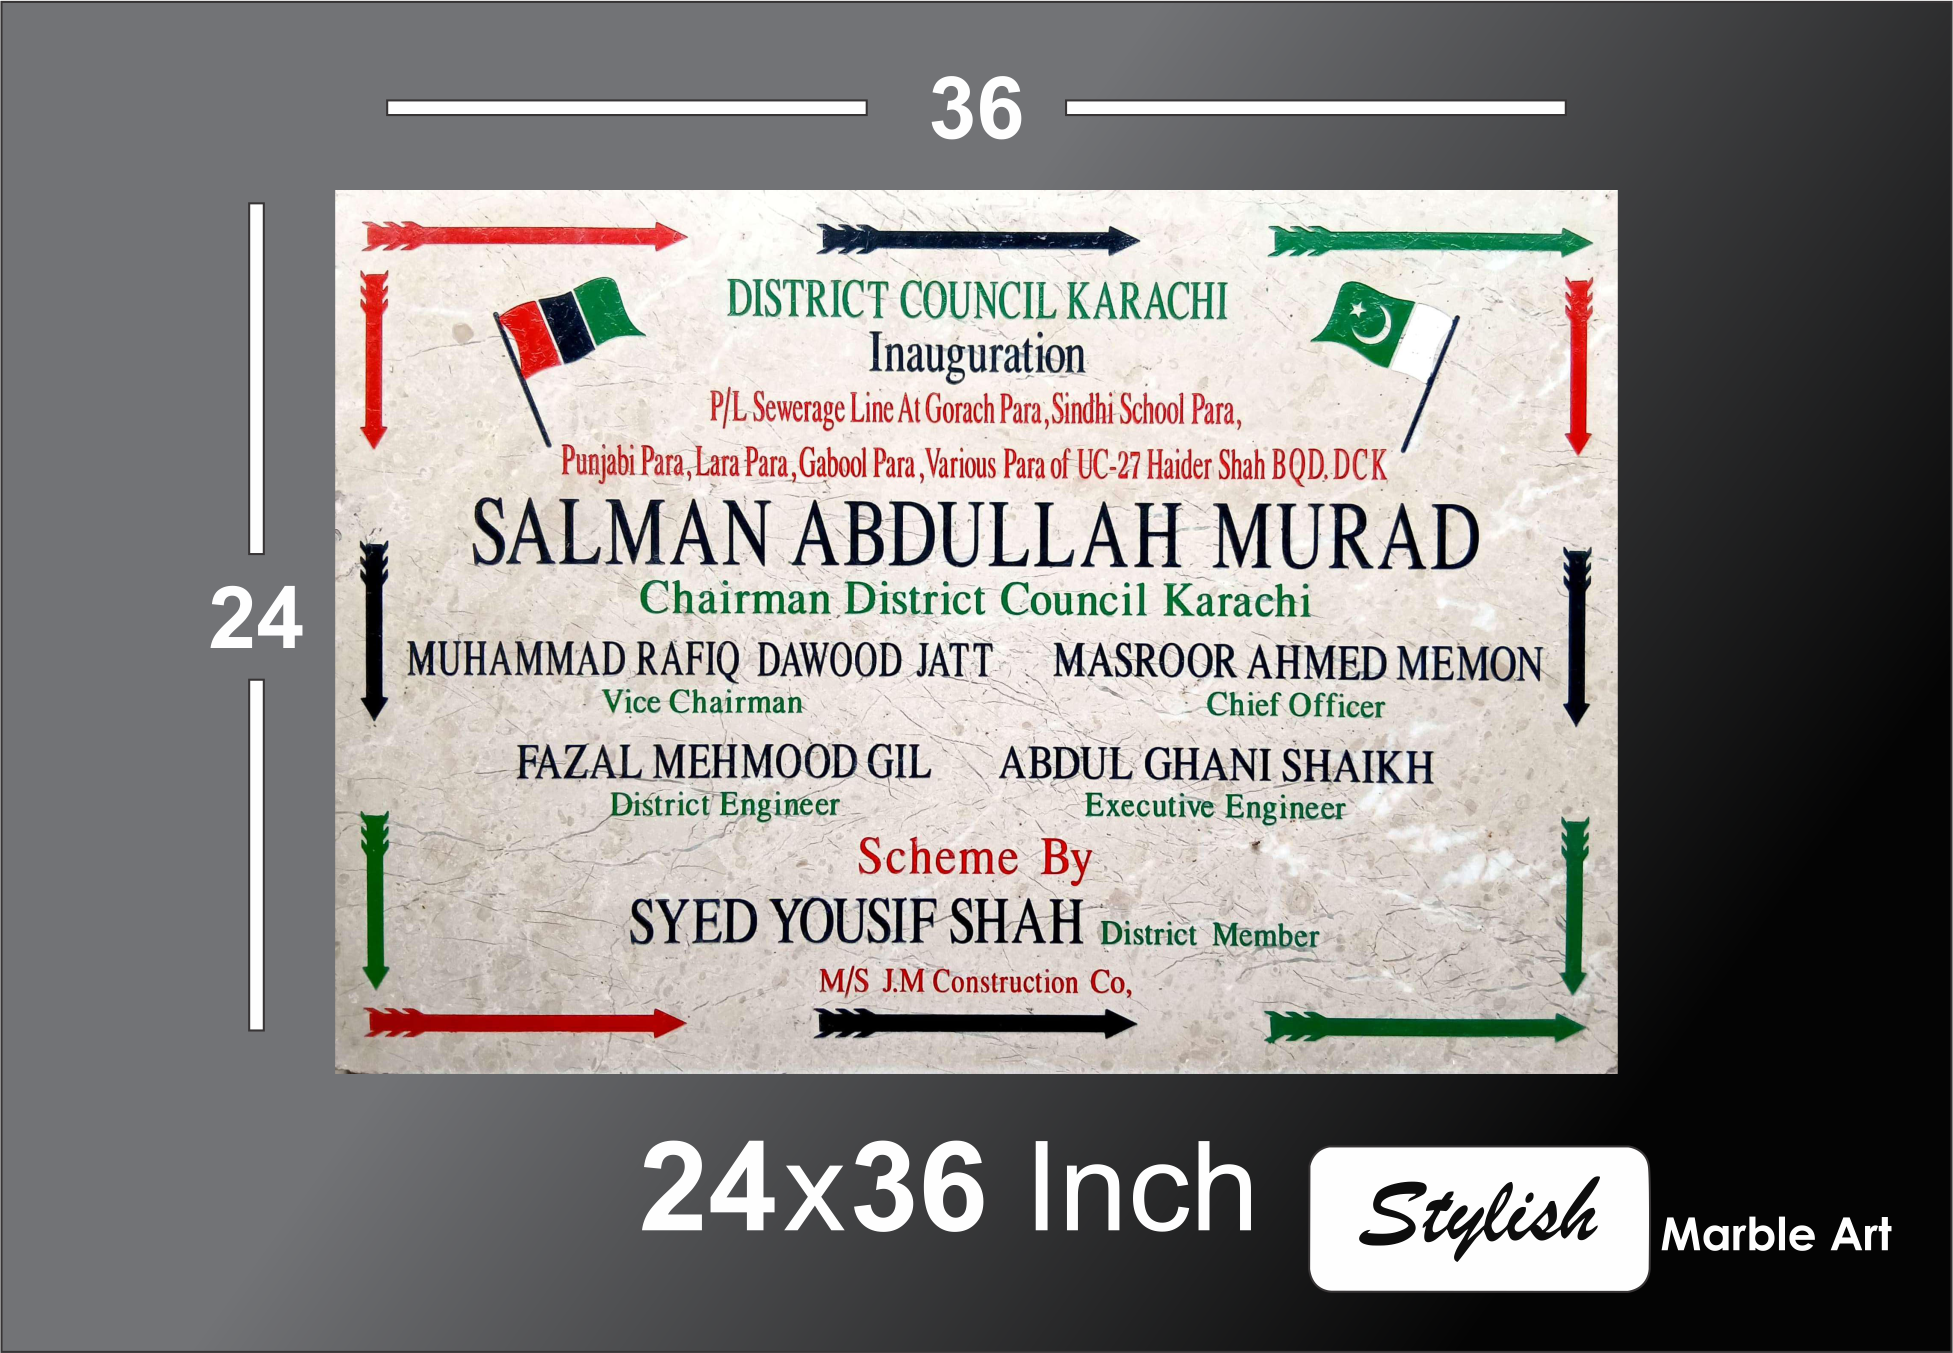 36
DISTRICT COUNCIL KARACHI
Inauguration
P/L Sewerage Line At Gorach Para, Sindhi School Para,
Punjabi Para, Lara Para, Gabool Para, Various Para of UC-27 Haider Shah BQD. DCK
SALMAN ABDULLAH MURAD
Chairman District Council Karachi
24
MUHAMMAD RAFIQ DAWOOD JATT MASROOR AHMED MEMON
Vice Chairman Chief Officer
FAZAL MEHMOOD GIL ABDUL GHANI SHAIKH
District Engineer Executive Engineer
Scheme By
SYED YOUSIF SHAH District Member
M/S J.M Construction Co,
24x36 Inch
Stylish Marble Art